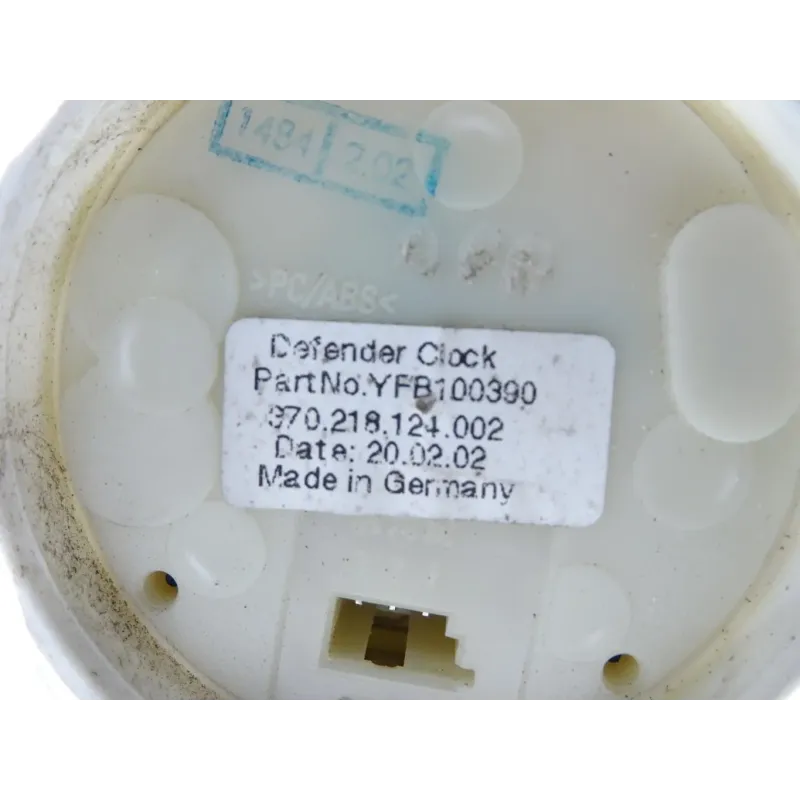 1484 2.02
>PC/ABS<
Defender Clock
Part No. YFB100390
370.218.124.002
Date: 20.02.02
Made in Germany